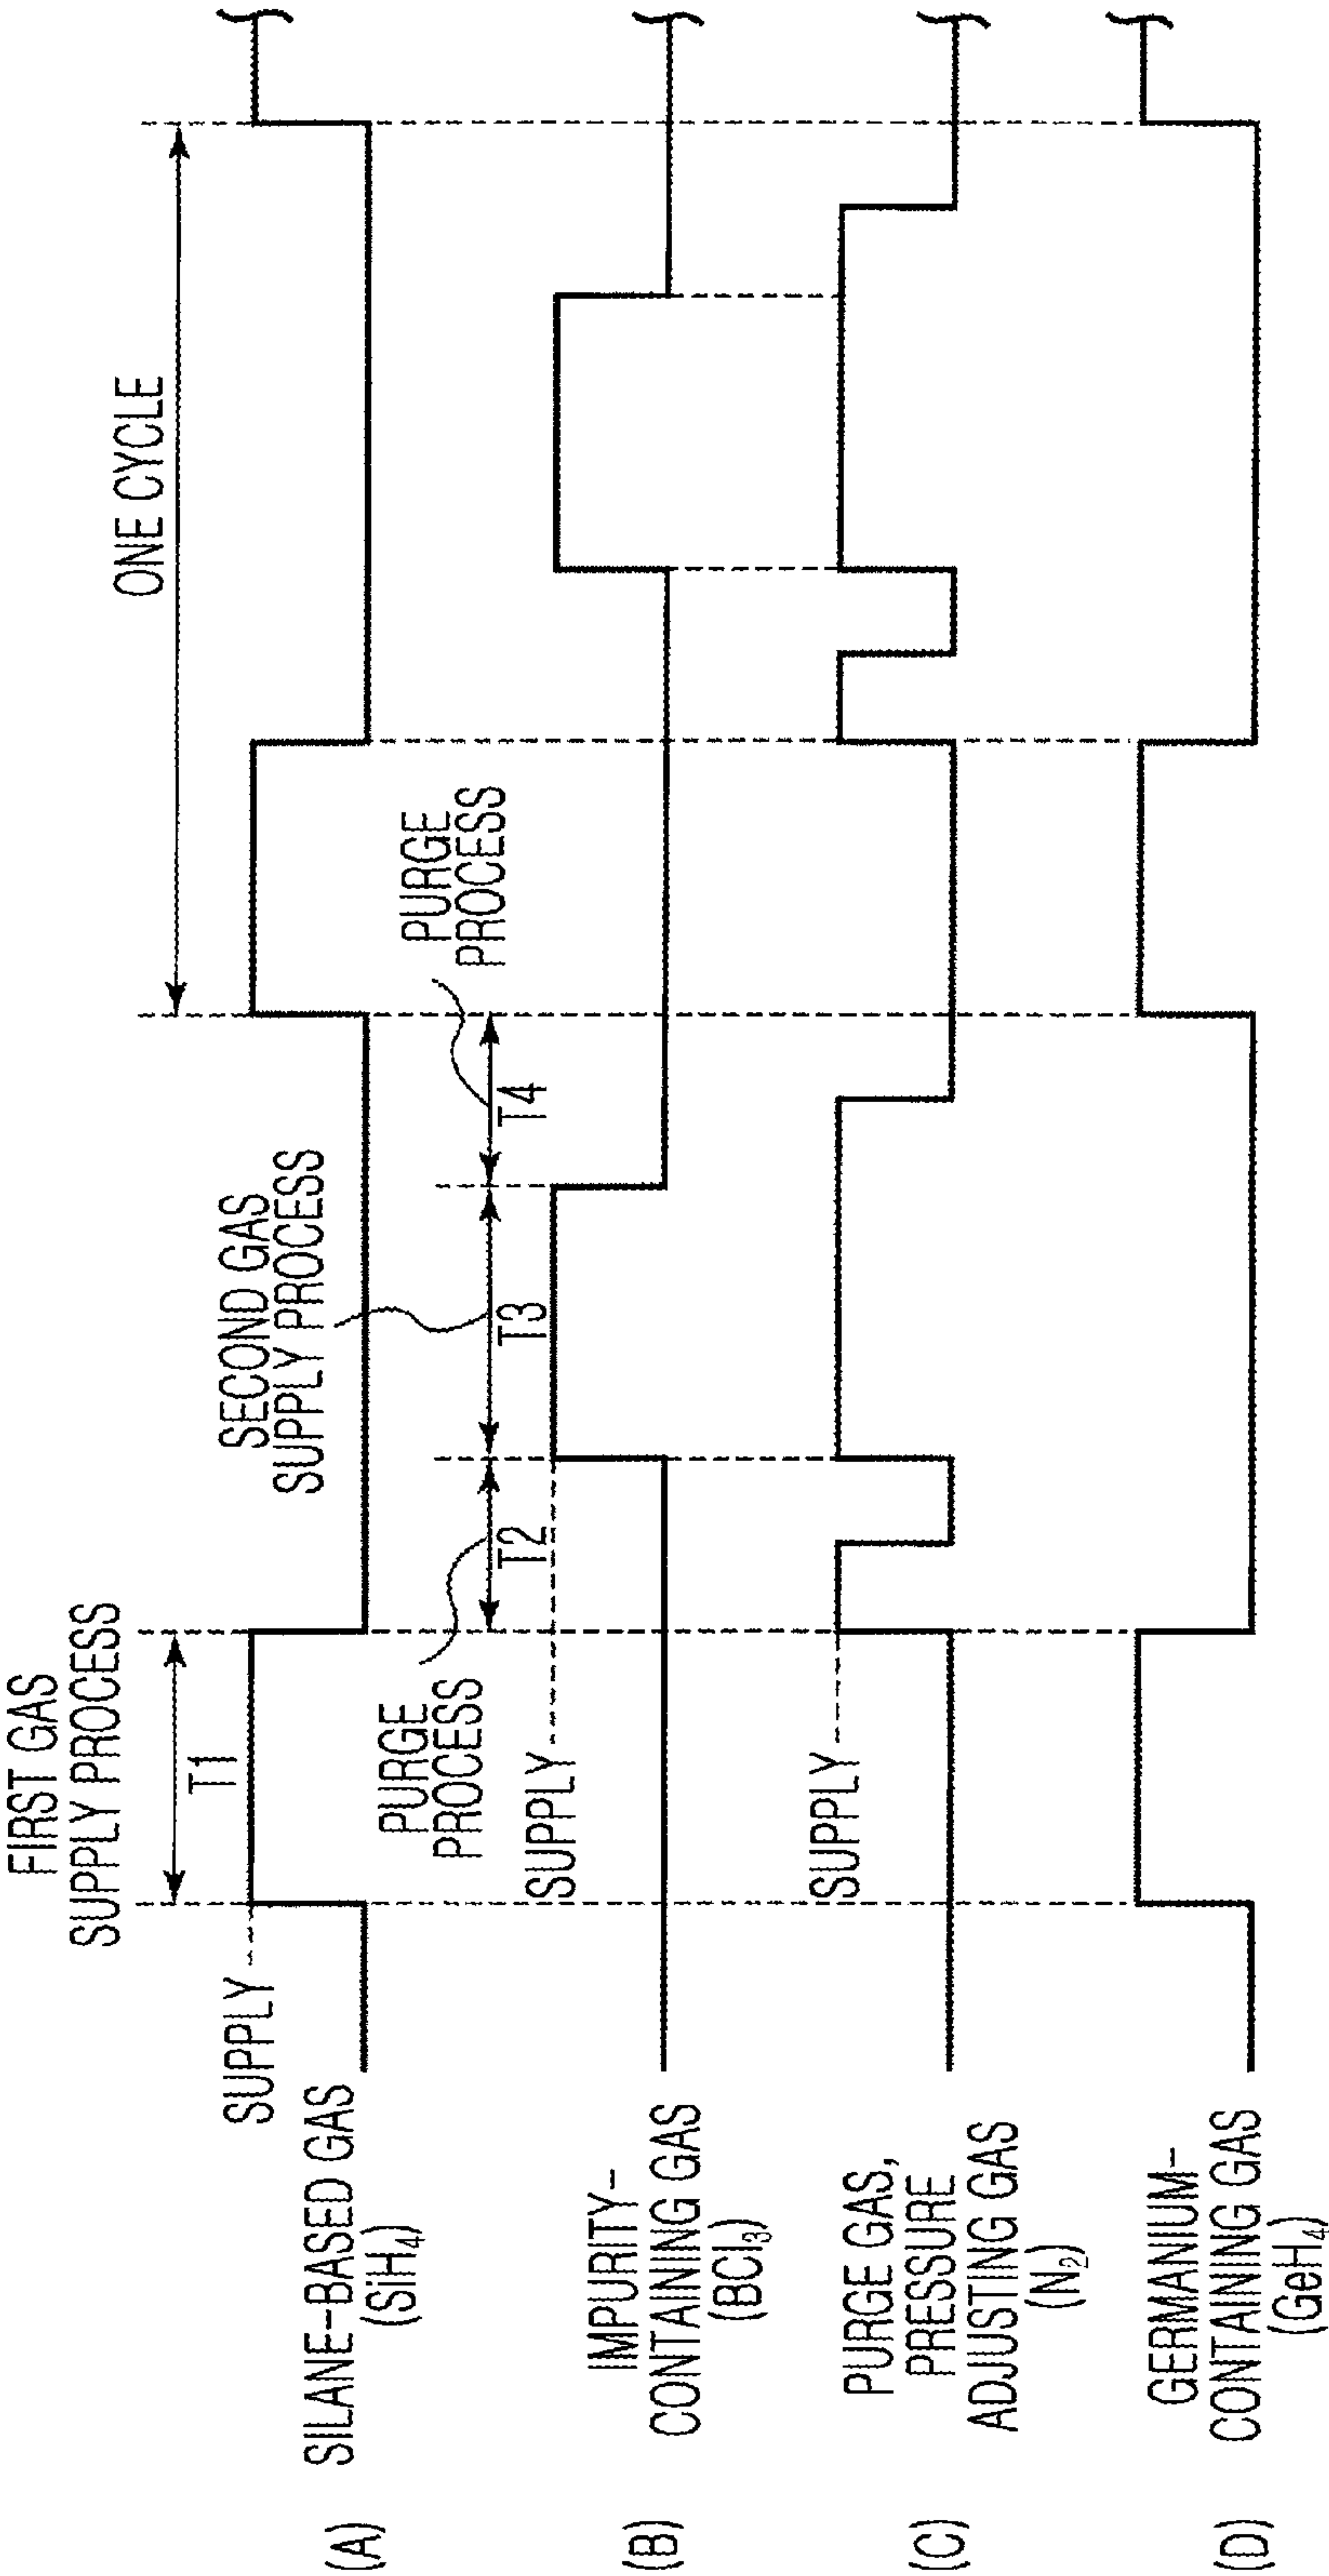 FIRST GAS
SUPPLY PROCESS
T1
ONE CYCLE
SUPPLY
(A)
SILANE-BASED GAS
(SiH₄)
SECOND GAS
SUPPLY PROCESS
PURGE
PROCESS
T2
T3
T4
PURGE
PROCESS
SUPPLY
(B)
IMPURITY-
CONTAINING GAS
(BCl₃)
SUPPLY
(C)
PURGE GAS,
PRESSURE
ADJUSTING GAS
(N₂)
(D)
GERMANIUM-
CONTAINING GAS
(GeH₄)